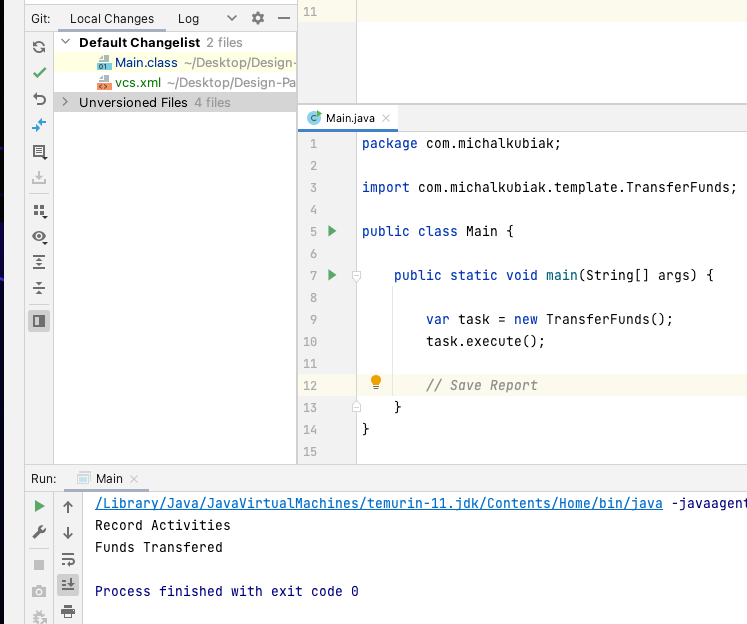 Git: Local Changes Log
Default Changelist 2 files
Main.class ~/Desktop/Design-
vcs.xml ~/Desktop/Design-Pa
Unversioned Files 4 files
11
Main.java
1 package com.michalkubiak;
2
3 import com.michalkubiak.template.TransferFunds;
4
5 public class Main {
6
7 public static void main(String[] args) {
8
9 var task = new TransferFunds();
10 task.execute();
11
12 // Save Report
13 }
14 }
15
Run: Main
/Library/Java/JavaVirtualMachines/temurin-11.jdk/Contents/Home/bin/java -javaagent
Record Activities
Funds Transfered
Process finished with exit code 0